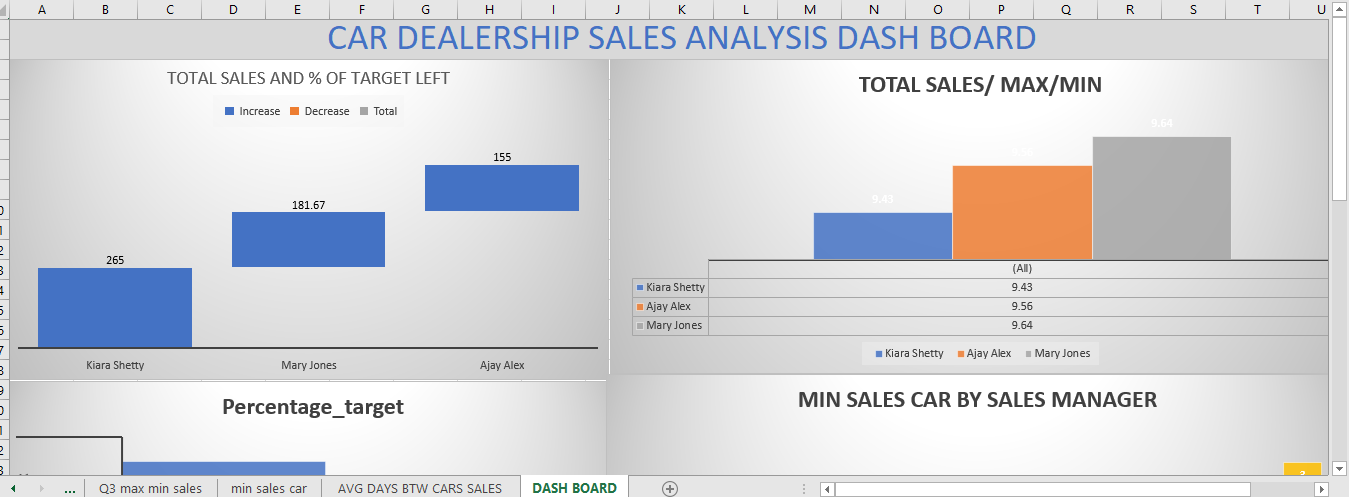 A B C D E F G H I J K L M N O P Q R S T U
CAR DEALERSHIP SALES ANALYSIS DASH BOARD
TOTAL SALES AND % OF TARGET LEFT
Increase Decrease Total
265
181.67
155
Kiara Shetty Mary Jones Ajay Alex
TOTAL SALES/ MAX/MIN
9.43
9.56
9.64
(All)
Kiara Shetty 9.43
Ajay Alex 9.56
Mary Jones 9.64
Kiara Shetty Ajay Alex Mary Jones
Percentage_target
MIN SALES CAR BY SALES MANAGER
... Q3 max min sales min sales car AVG DAYS BTW CARS SALES DASH BOARD